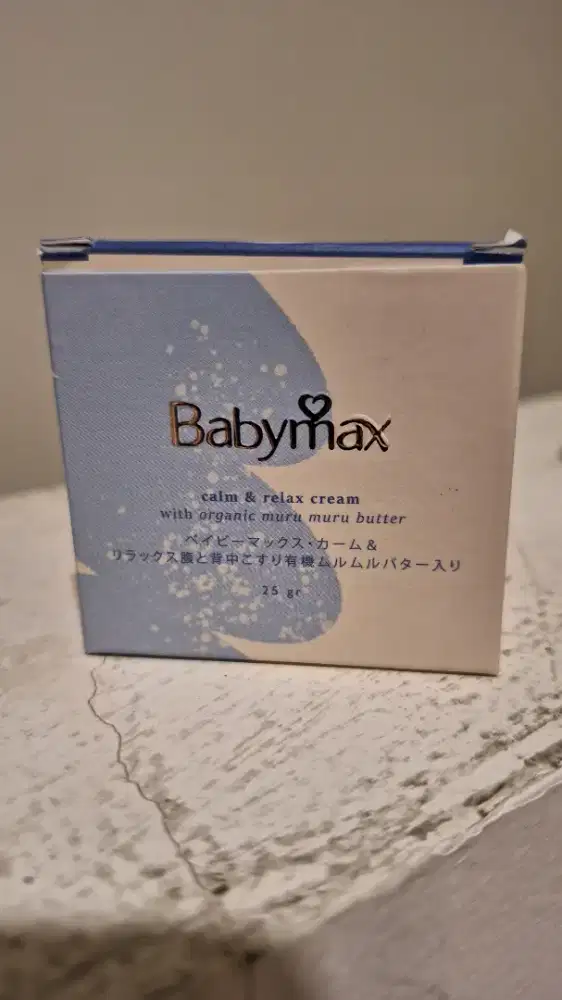 Babymax
calm & relax cream
with organic muru muru butter
ベイビーマックス・カーム &
リラックス腹と背中こすり有機ムルムルバター入り
25 gr